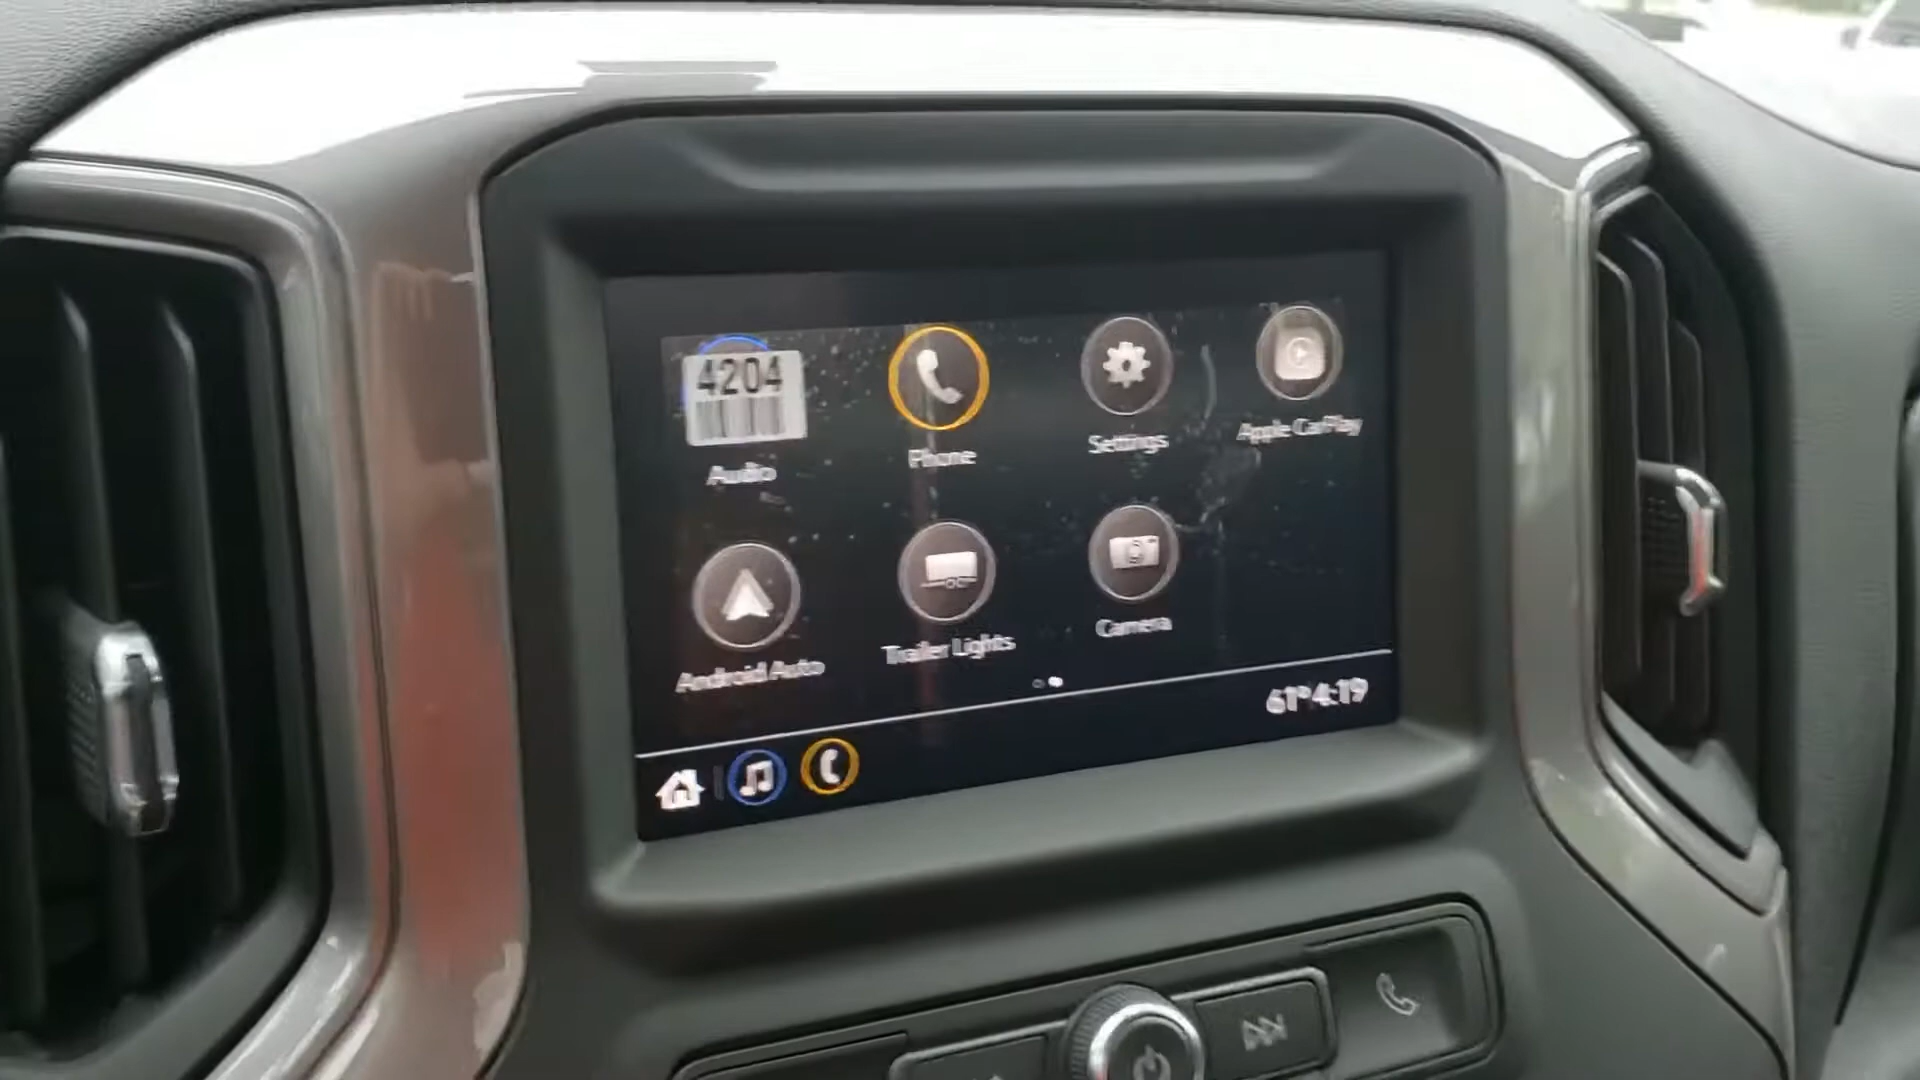 4204
Audio
Phone
Settings
Apple CarPlay
Android Auto
Trailer Lights
Camera
61° 4:19